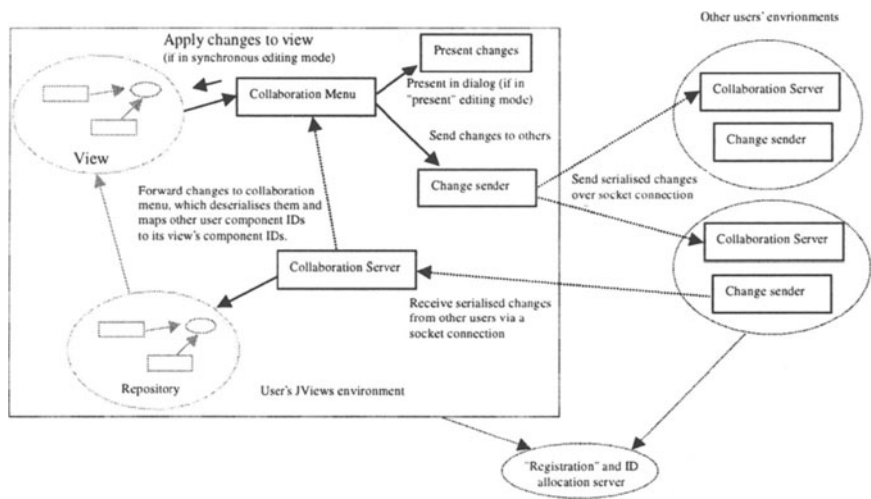 Other users' envrionments
Apply changes to view
(if in synchronous editing mode)
Present changes
Present in dialog (if in
"present" editing mode)
Collaboration Menu
Collaboration Server
Change sender
Send changes to others
View
Change sender
Send serialised changes
over socket connection
Forward changes to collaboration
menu, which deserialises them and
maps other user component IDs
to its view's component IDs.
Collaboration Server
Collaboration Server
Change sender
Receive serialised changes
from other users via a
socket connection
Repository
User's JViews environment
"Registration" and ID
allocation server